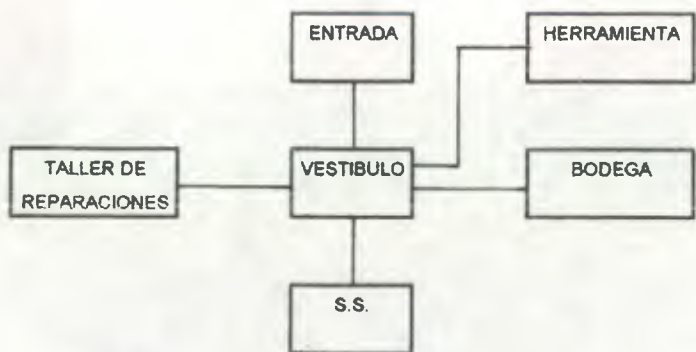 ENTRADA
HERRAMIENTA
TALLER DE
REPARACIONES
VESTIBULO
BODEGA
S.S.